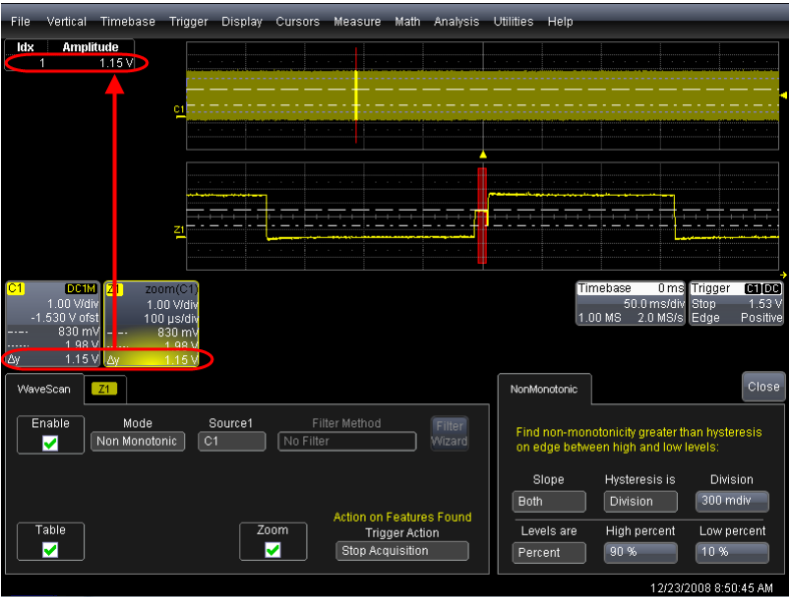 File Vertical Timebase Trigger Display Cursors Measure Math Analysis Utilities Help
Idx Amplitude
1 1.15 V
C1
Z1
C1 DC1M
1.00 V/div
-1.530 V ofst
830 mV
1.98 V
Δy 1.15 V
Z1 zoom(C1)
1.00 V/div
100 µs/div
830 mV
1.98 V
Δy 1.15 V
Timebase 0 ms
50.0 ms/div
1.00 MS 2.0 MS/s
Trigger C1 DC
Stop 1.53 V
Edge Positive
WaveScan Z1
Enable Mode Source1 Filter Method
Non Monotonic C1 No Filter Filter Wizard
Action on Features Found
Table Zoom Trigger Action
Stop Acquisition
NonMonotonic Close
Find non-monotonicity greater than hysteresis
on edge between high and low levels:
Slope Hysteresis is Division
Both Division 300 mdiv
Levels are High percent Low percent
Percent 90 % 10 %
12/23/2008 8:50:45 AM